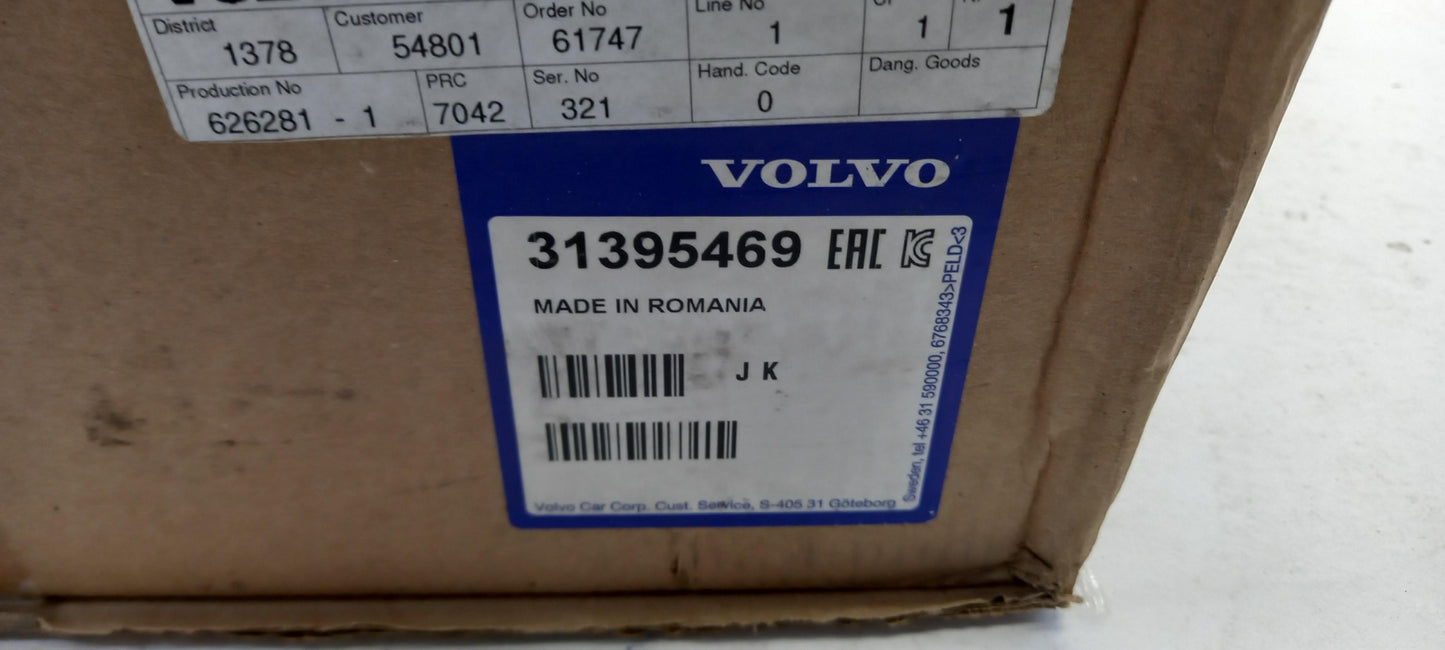 District
1378
Customer
54801
Order No
61747
Line No
1
1
1
Production No
626281 - 1
PRC
7042
Ser. No
321
Hand. Code
0
Dang. Goods
VOLVO
31395469 EAC
MADE IN ROMANIA
J K
Volvo Car Corp. Cust. Service, S-405 31 Göteborg
Sweden, tel +46 31 590000, 6768343>PELD<3